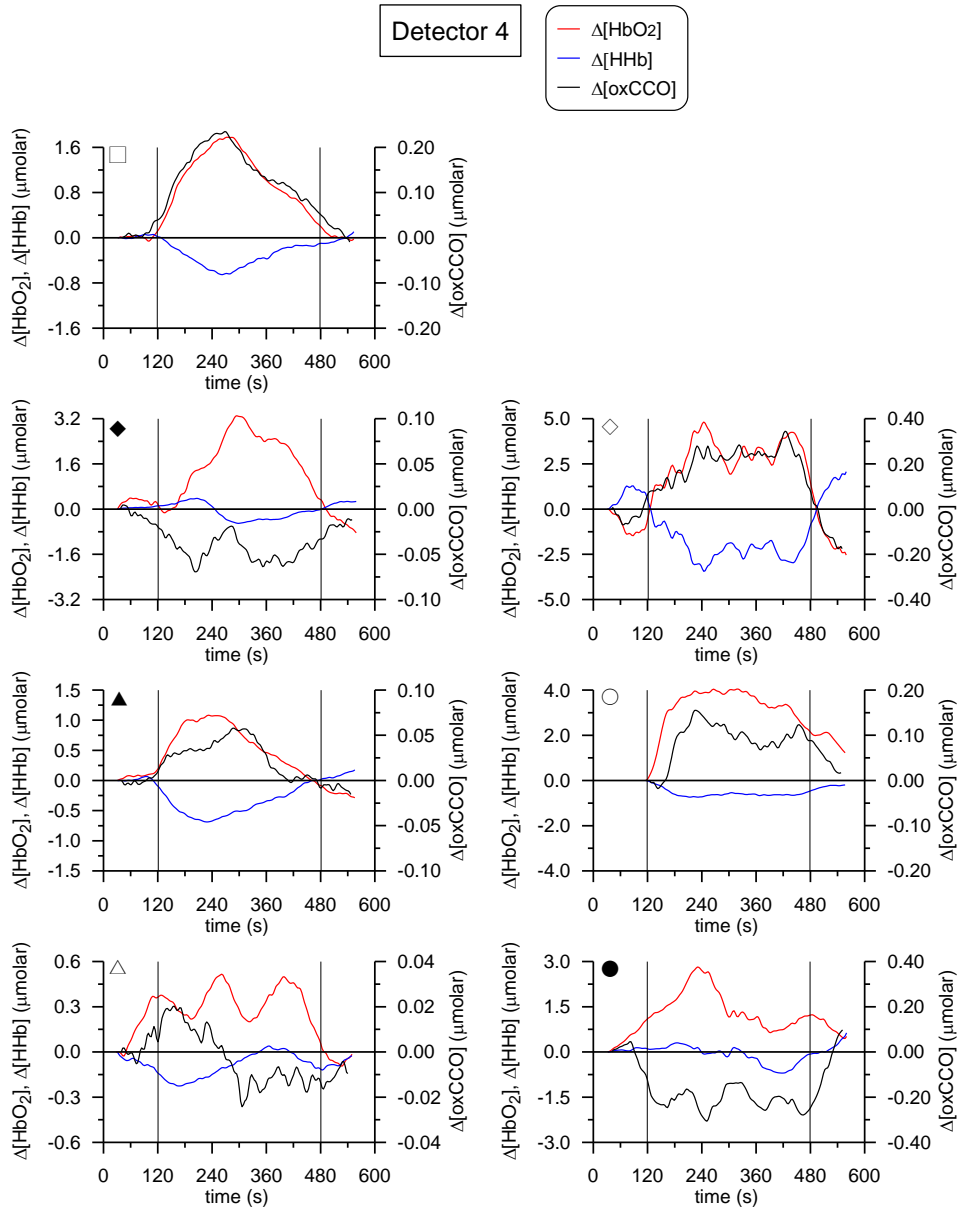 Detector 4
Δ[HbO2]
Δ[HHb]
Δ[oxCCO]
Δ[HbO2], Δ[HHb] (μmolar)
1.6
0.8
0.0
-0.8
-1.6
0.20
0.10
0.00
-0.10
-0.20
Δ[oxCCO] (μmolar)
0 120 240 360 480 600
time (s)
Δ[HbO2], Δ[HHb] (μmolar)
3.2
1.6
0.0
-1.6
-3.2
0.10
0.05
0.00
-0.05
-0.10
Δ[oxCCO] (μmolar)
0 120 240 360 480 600
time (s)
Δ[HbO2], Δ[HHb] (μmolar)
5.0
2.5
0.0
-2.5
-5.0
0.40
0.20
0.00
-0.20
-0.40
Δ[oxCCO] (μmolar)
0 120 240 360 480 600
time (s)
Δ[HbO2], Δ[HHb] (μmolar)
1.5
1.0
0.5
0.0
-0.5
-1.0
-1.5
0.10
0.05
0.00
-0.05
-0.10
Δ[oxCCO] (μmolar)
0 120 240 360 480 600
time (s)
Δ[HbO2], Δ[HHb] (μmolar)
4.0
2.0
0.0
-2.0
-4.0
0.20
0.10
0.00
-0.10
-0.20
Δ[oxCCO] (μmolar)
0 120 240 360 480 600
time (s)
Δ[HbO2], Δ[HHb] (μmolar)
0.6
0.3
0.0
-0.3
-0.6
0.04
0.02
0.00
-0.02
-0.04
Δ[oxCCO] (μmolar)
0 120 240 360 480 600
time (s)
Δ[HbO2], Δ[HHb] (μmolar)
3.0
1.5
0.0
-1.5
-3.0
0.40
0.20
0.00
-0.20
-0.40
Δ[oxCCO] (μmolar)
0 120 240 360 480 600
time (s)